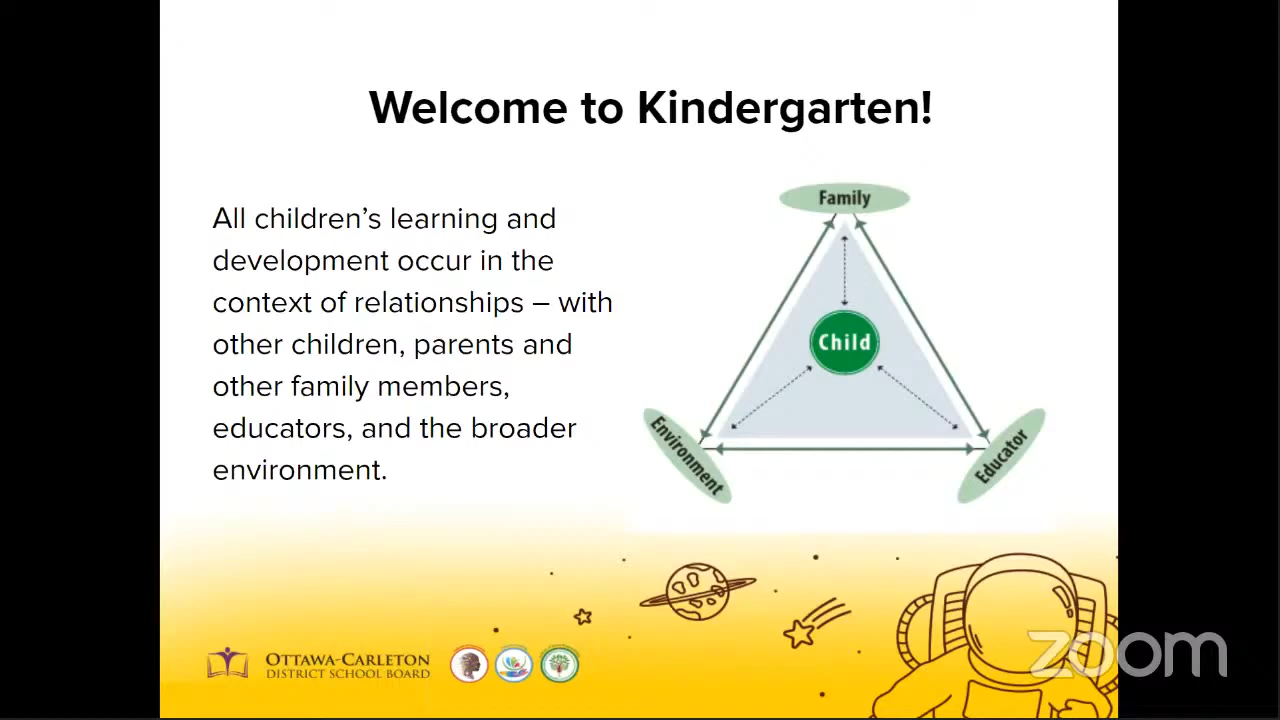 Welcome to Kindergarten!
All children’s learning and
development occur in the
context of relationships – with
other children, parents and
other family members,
educators, and the broader
environment.
Family
Child
Environment
Educator
OTTAWA-CARLETON
DISTRICT SCHOOL BOARD
zoom